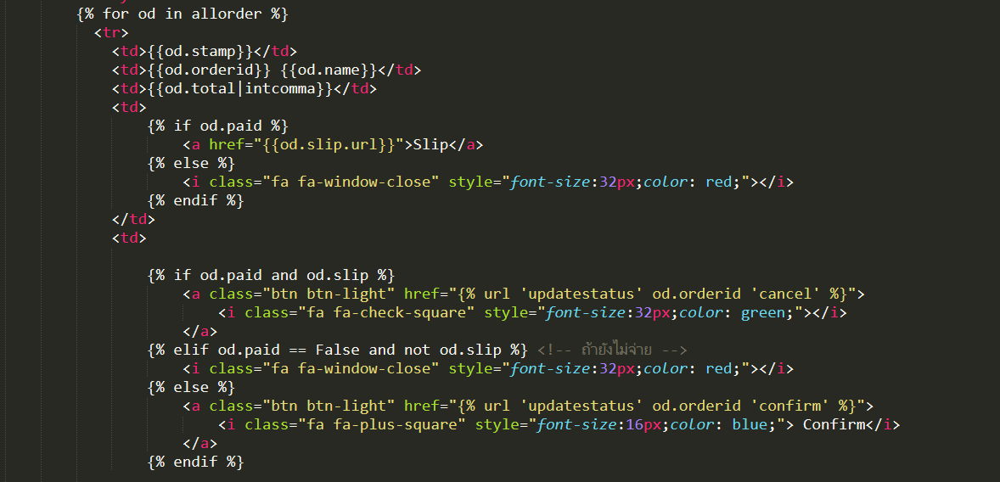 {% for od in allorder %}
<tr>
<td>{{od.stamp}}</td>
<td>{{od.orderid}} {{od.name}}</td>
<td>{{od.total|intcomma}}</td>
<td>
{% if od.paid %}
<a href="{{od.slip.url}}">Slip</a>
{% else %}
<i class="fa fa-window-close" style="font-size:32px;color: red;"></i>
{% endif %}
</td>
<td>
{% if od.paid and od.slip %}
<a class="btn btn-light" href="{% url 'updatestatus' od.orderid 'cancel' %}">
<i class="fa fa-check-square" style="font-size:32px;color: green;"></i>
</a>
{% elif od.paid == False and not od.slip %} <!-- ถ้ายังไม่จ่าย -->
<i class="fa fa-window-close" style="font-size:32px;color: red;"></i>
{% else %}
<a class="btn btn-light" href="{% url 'updatestatus' od.orderid 'confirm' %}">
<i class="fa fa-plus-square" style="font-size:16px;color: blue;"> Confirm</i>
</a>
{% endif %}